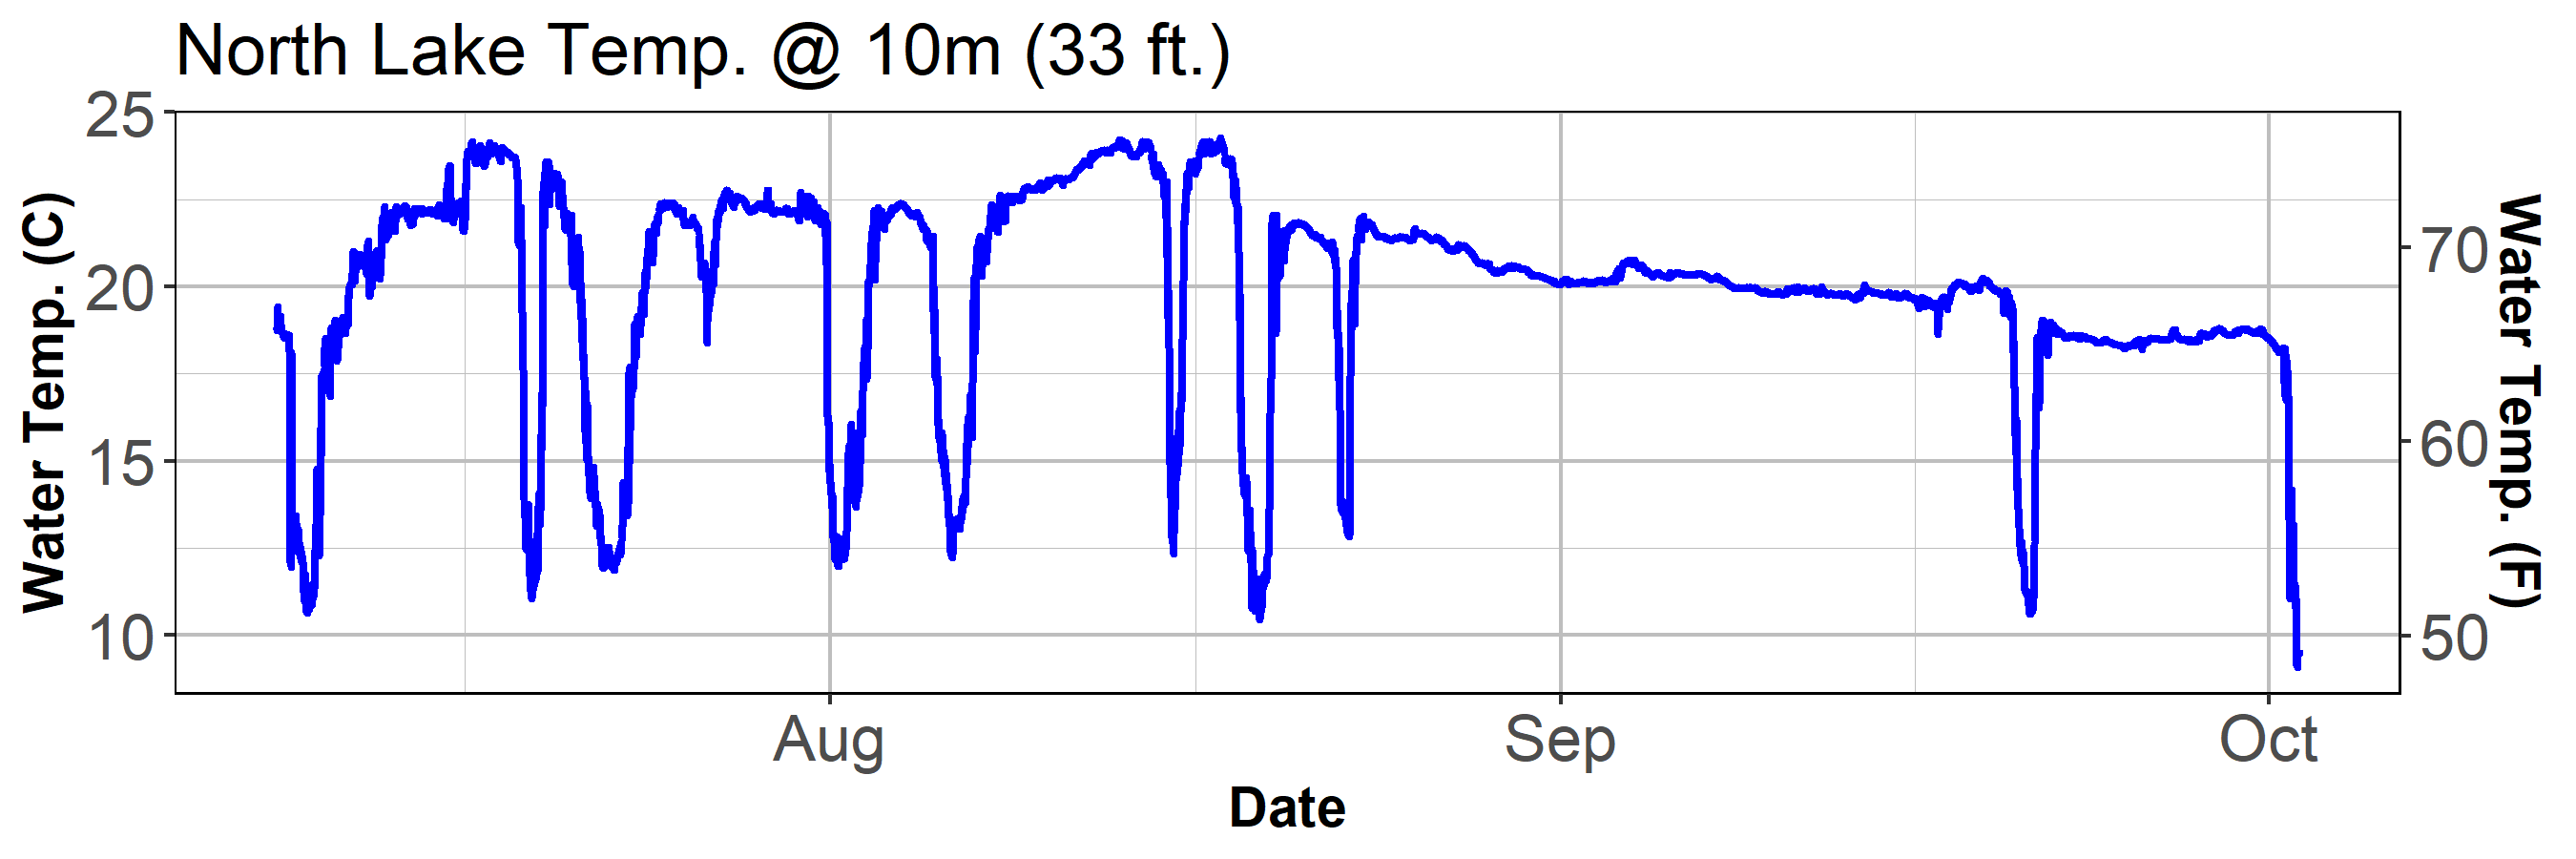 North Lake Temp. @ 10m (33 ft.)
25
20
15
10
Water Temp. (C)
70
60
50
Water Temp. (F)
Aug
Sep
Oct
Date